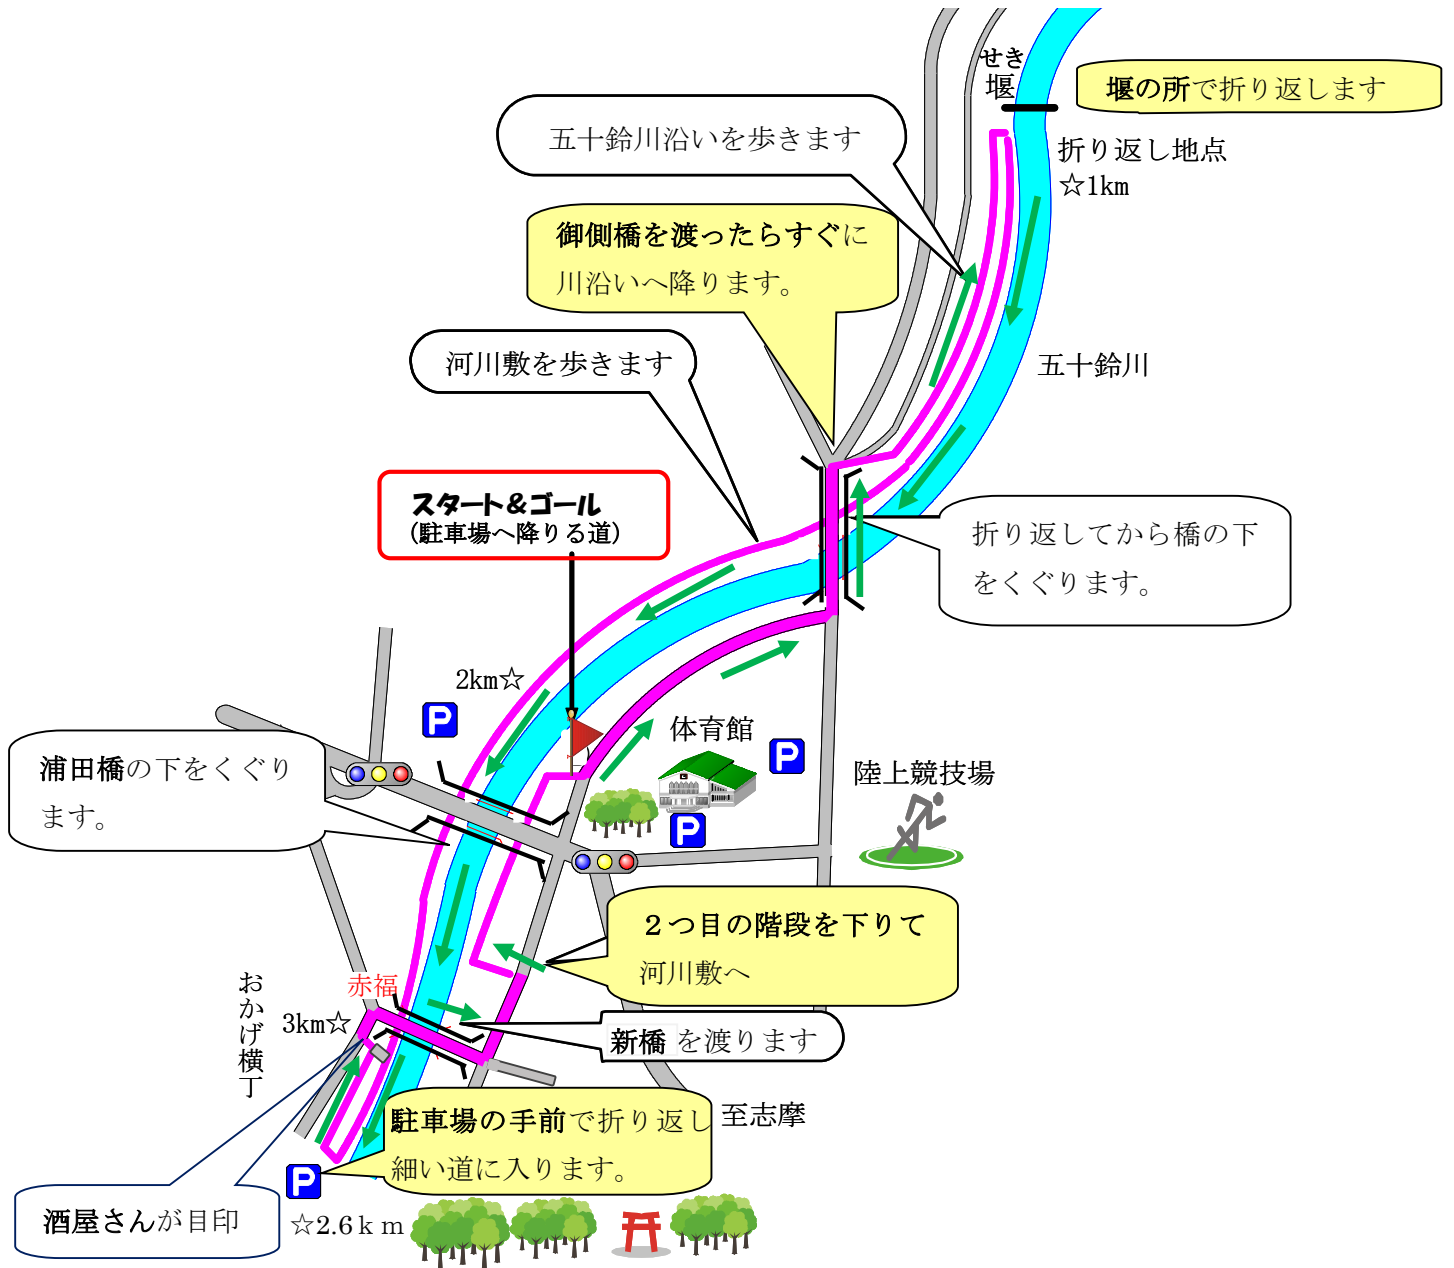 せき
堰
堰の所で折り返します
五十鈴川沿いを歩きます
折り返し地点
☆1km
御側橋を渡ったらすぐに
川沿いへ降ります。
河川敷を歩きます
五十鈴川
スタート&ゴール
(駐車場へ降りる道)
折り返してから橋の下
をくぐります。
2km☆
P
体育館
P
浦田橋の下をくぐり
ます。
陸上競技場
P
２つ目の階段を下りて
河川敷へ
おかげ横丁
赤福
3km☆
新橋 を渡ります
駐車場の手前で折り返し
細い道に入ります。
至志摩
P
酒屋さんが目印
☆2.6ｋｍ